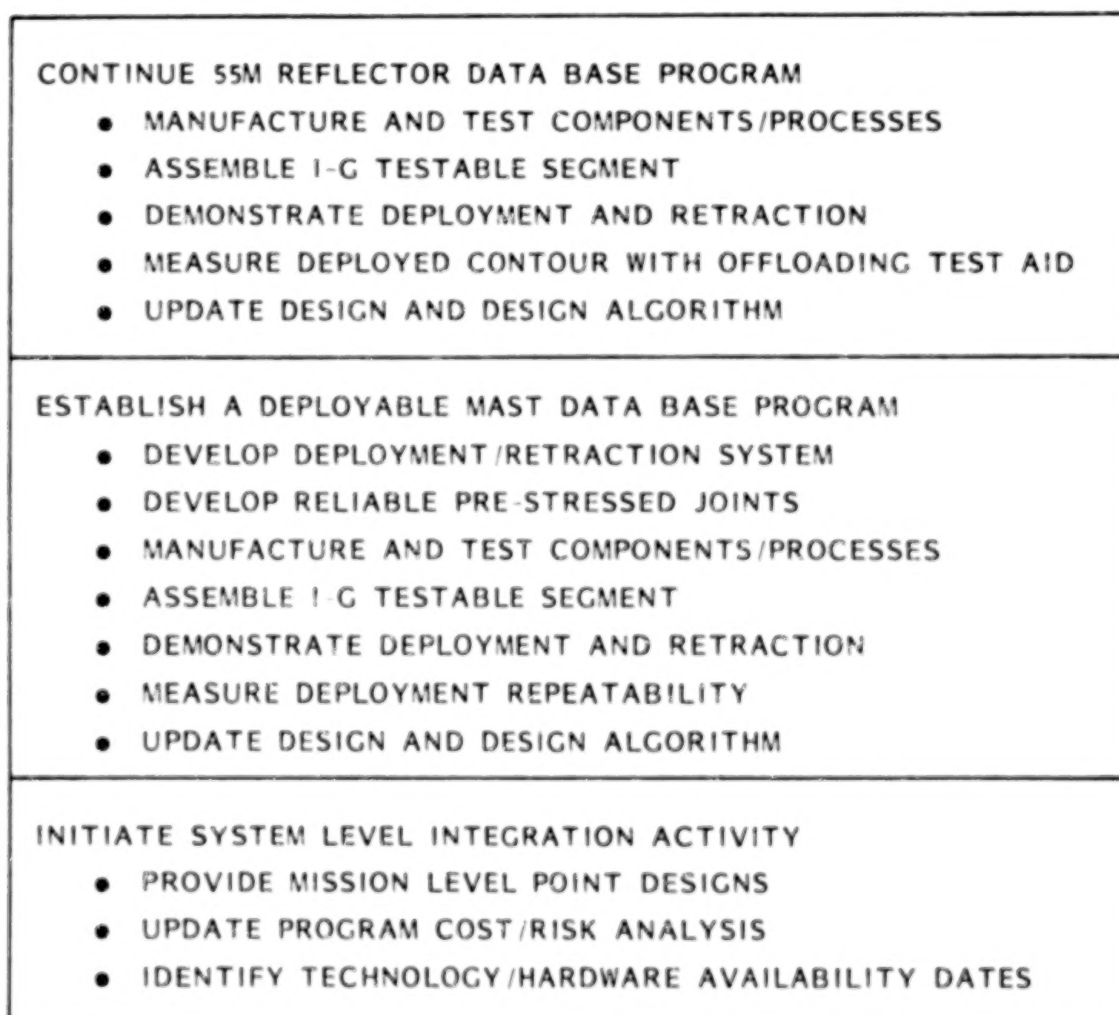 CONTINUE 55M REFLECTOR DATA BASE PROGRAM
• MANUFACTURE AND TEST COMPONENTS/PROCESSES
• ASSEMBLE I-G TESTABLE SEGMENT
• DEMONSTRATE DEPLOYMENT AND RETRACTION
• MEASURE DEPLOYED CONTOUR WITH OFFLOADING TEST AID
• UPDATE DESIGN AND DESIGN ALGORITHM
ESTABLISH A DEPLOYABLE MAST DATA BASE PROGRAM
• DEVELOP DEPLOYMENT/RETRACTION SYSTEM
• DEVELOP RELIABLE PRE-STRESSED JOINTS
• MANUFACTURE AND TEST COMPONENTS/PROCESSES
• ASSEMBLE I-G TESTABLE SEGMENT
• DEMONSTRATE DEPLOYMENT AND RETRACTION
• MEASURE DEPLOYMENT REPEATABILITY
• UPDATE DESIGN AND DESIGN ALGORITHM
INITIATE SYSTEM LEVEL INTEGRATION ACTIVITY
• PROVIDE MISSION LEVEL POINT DESIGNS
• UPDATE PROGRAM COST/RISK ANALYSIS
• IDENTIFY TECHNOLOGY/HARDWARE AVAILABILITY DATES